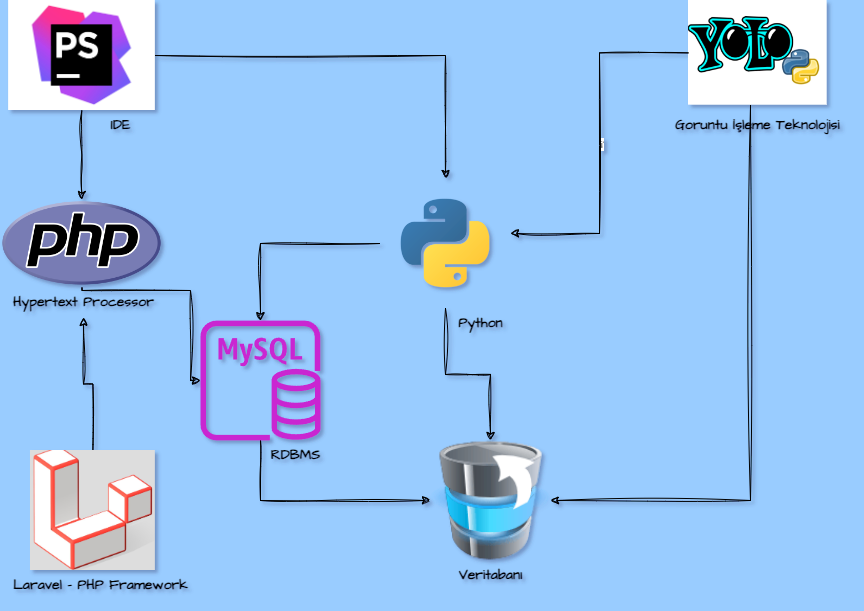 PS
YOLO
IDE
Goruntu İşleme Teknolojisi
php
Hypertext Processor
Python
MySQL
RDBMS
Laravel - PHP Framework
Veritabanı